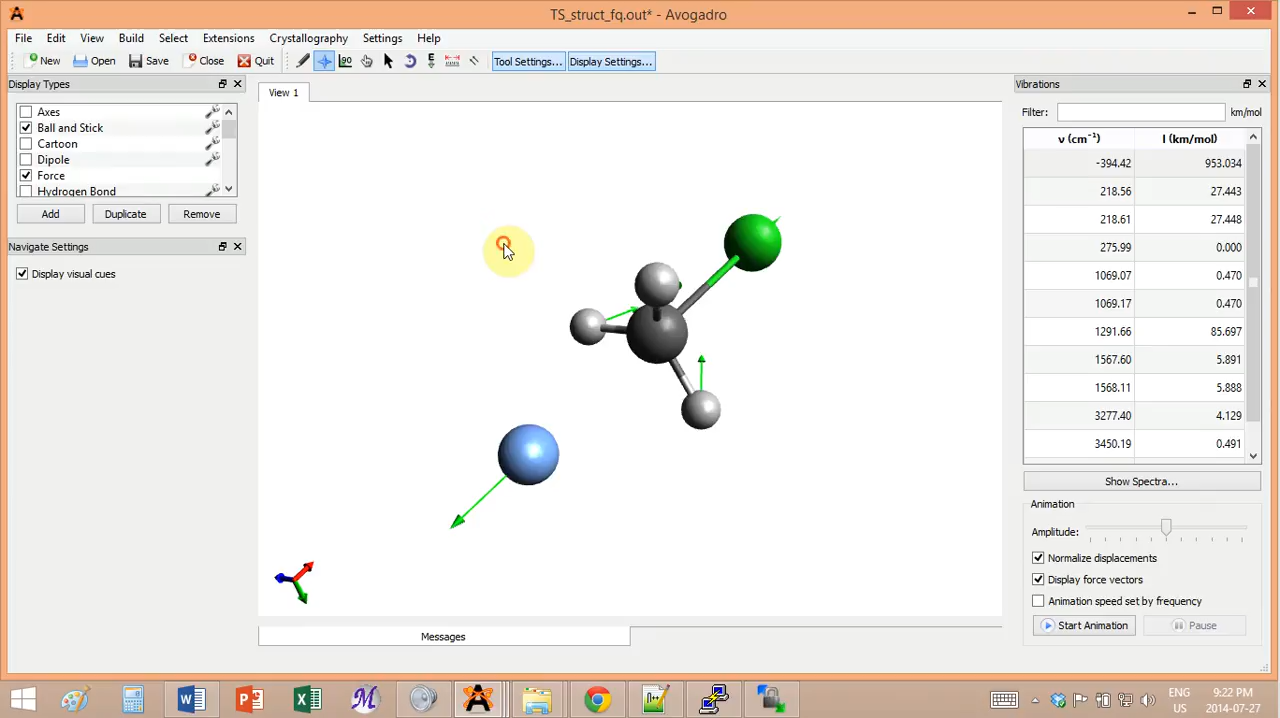 TS_struct_fq.out* - Avogadro
File Edit View Build Select Extensions Crystallography Settings Help
New Open Save Close Quit E Tool Settings... Display Settings...
Display Types
Axes
Ball and Stick
Cartoon
Dipole
Force
Hydrogen Bond
Add Duplicate Remove
Navigate Settings
Display visual cues
View 1
Messages
Vibrations
Filter: km/mol
ν (cm⁻¹) I (km/mol)
-394.42 953.034
218.56 27.443
218.61 27.448
275.99 0.000
1069.07 0.470
1069.17 0.470
1291.66 85.697
1567.60 5.891
1568.11 5.888
3277.40 4.129
3450.19 0.491
Show Spectra...
Animation
Amplitude:
Normalize displacements
Display force vectors
Animation speed set by frequency
Start Animation Pause
ENG 9:22 PM
US 2014-07-27